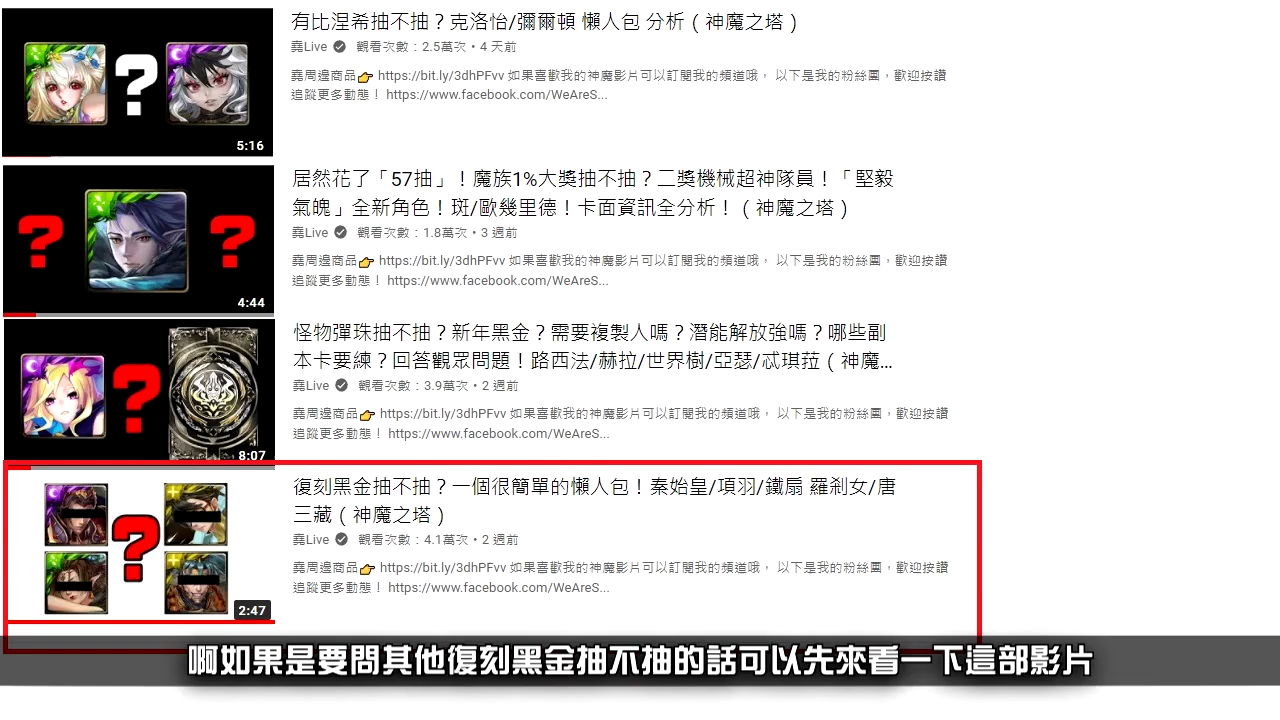 有比涅希抽不抽？克洛怡/彌爾頓 懶人包 分析（神魔之塔）
堯Live 觀看次數：2.5萬次・4 天前
堯周邊商品👉 https://bit.ly/3dhPFvv 如果喜歡我的神魔影片可以訂閱我的頻道哦， 以下是我的粉絲團，歡迎按讚
追蹤更多動態！ https://www.facebook.com/WeAreS...
?
5:16
居然花了「57抽」！魔族1%大獎抽不抽？二獎機械超神隊員！「堅毅
氣魄」全新角色！斑/歐幾里德！卡面資訊全分析！（神魔之塔）
堯Live 觀看次數：1.8萬次・3 週前
堯周邊商品👉 https://bit.ly/3dhPFvv 如果喜歡我的神魔影片可以訂閱我的頻道哦， 以下是我的粉絲團，歡迎按讚
追蹤更多動態！ https://www.facebook.com/WeAreS...
? ?
4:44
怪物彈珠抽不抽？新年黑金？需要複製人嗎？潛能解放強嗎？哪些副
本卡要練？回答觀眾問題！路西法/赫拉/世界樹/亞瑟/忒琪菈（神魔...
堯Live 觀看次數：3.9萬次・2 週前
堯周邊商品👉 https://bit.ly/3dhPFvv 如果喜歡我的神魔影片可以訂閱我的頻道哦， 以下是我的粉絲團，歡迎按讚
追蹤更多動態！ https://www.facebook.com/WeAreS...
?
8:07
復刻黑金抽不抽？一個很簡單的懶人包！秦始皇/項羽/鐵扇 羅剎女/唐
三藏（神魔之塔）
堯Live 觀看次數：4.1萬次・2 週前
堯周邊商品👉 https://bit.ly/3dhPFvv 如果喜歡我的神魔影片可以訂閱我的頻道哦， 以下是我的粉絲團，歡迎按讚
追蹤更多動態！ https://www.facebook.com/WeAreS...
?
2:47
啊如果是要問其他復刻黑金抽不抽的話可以先來看一下這部影片